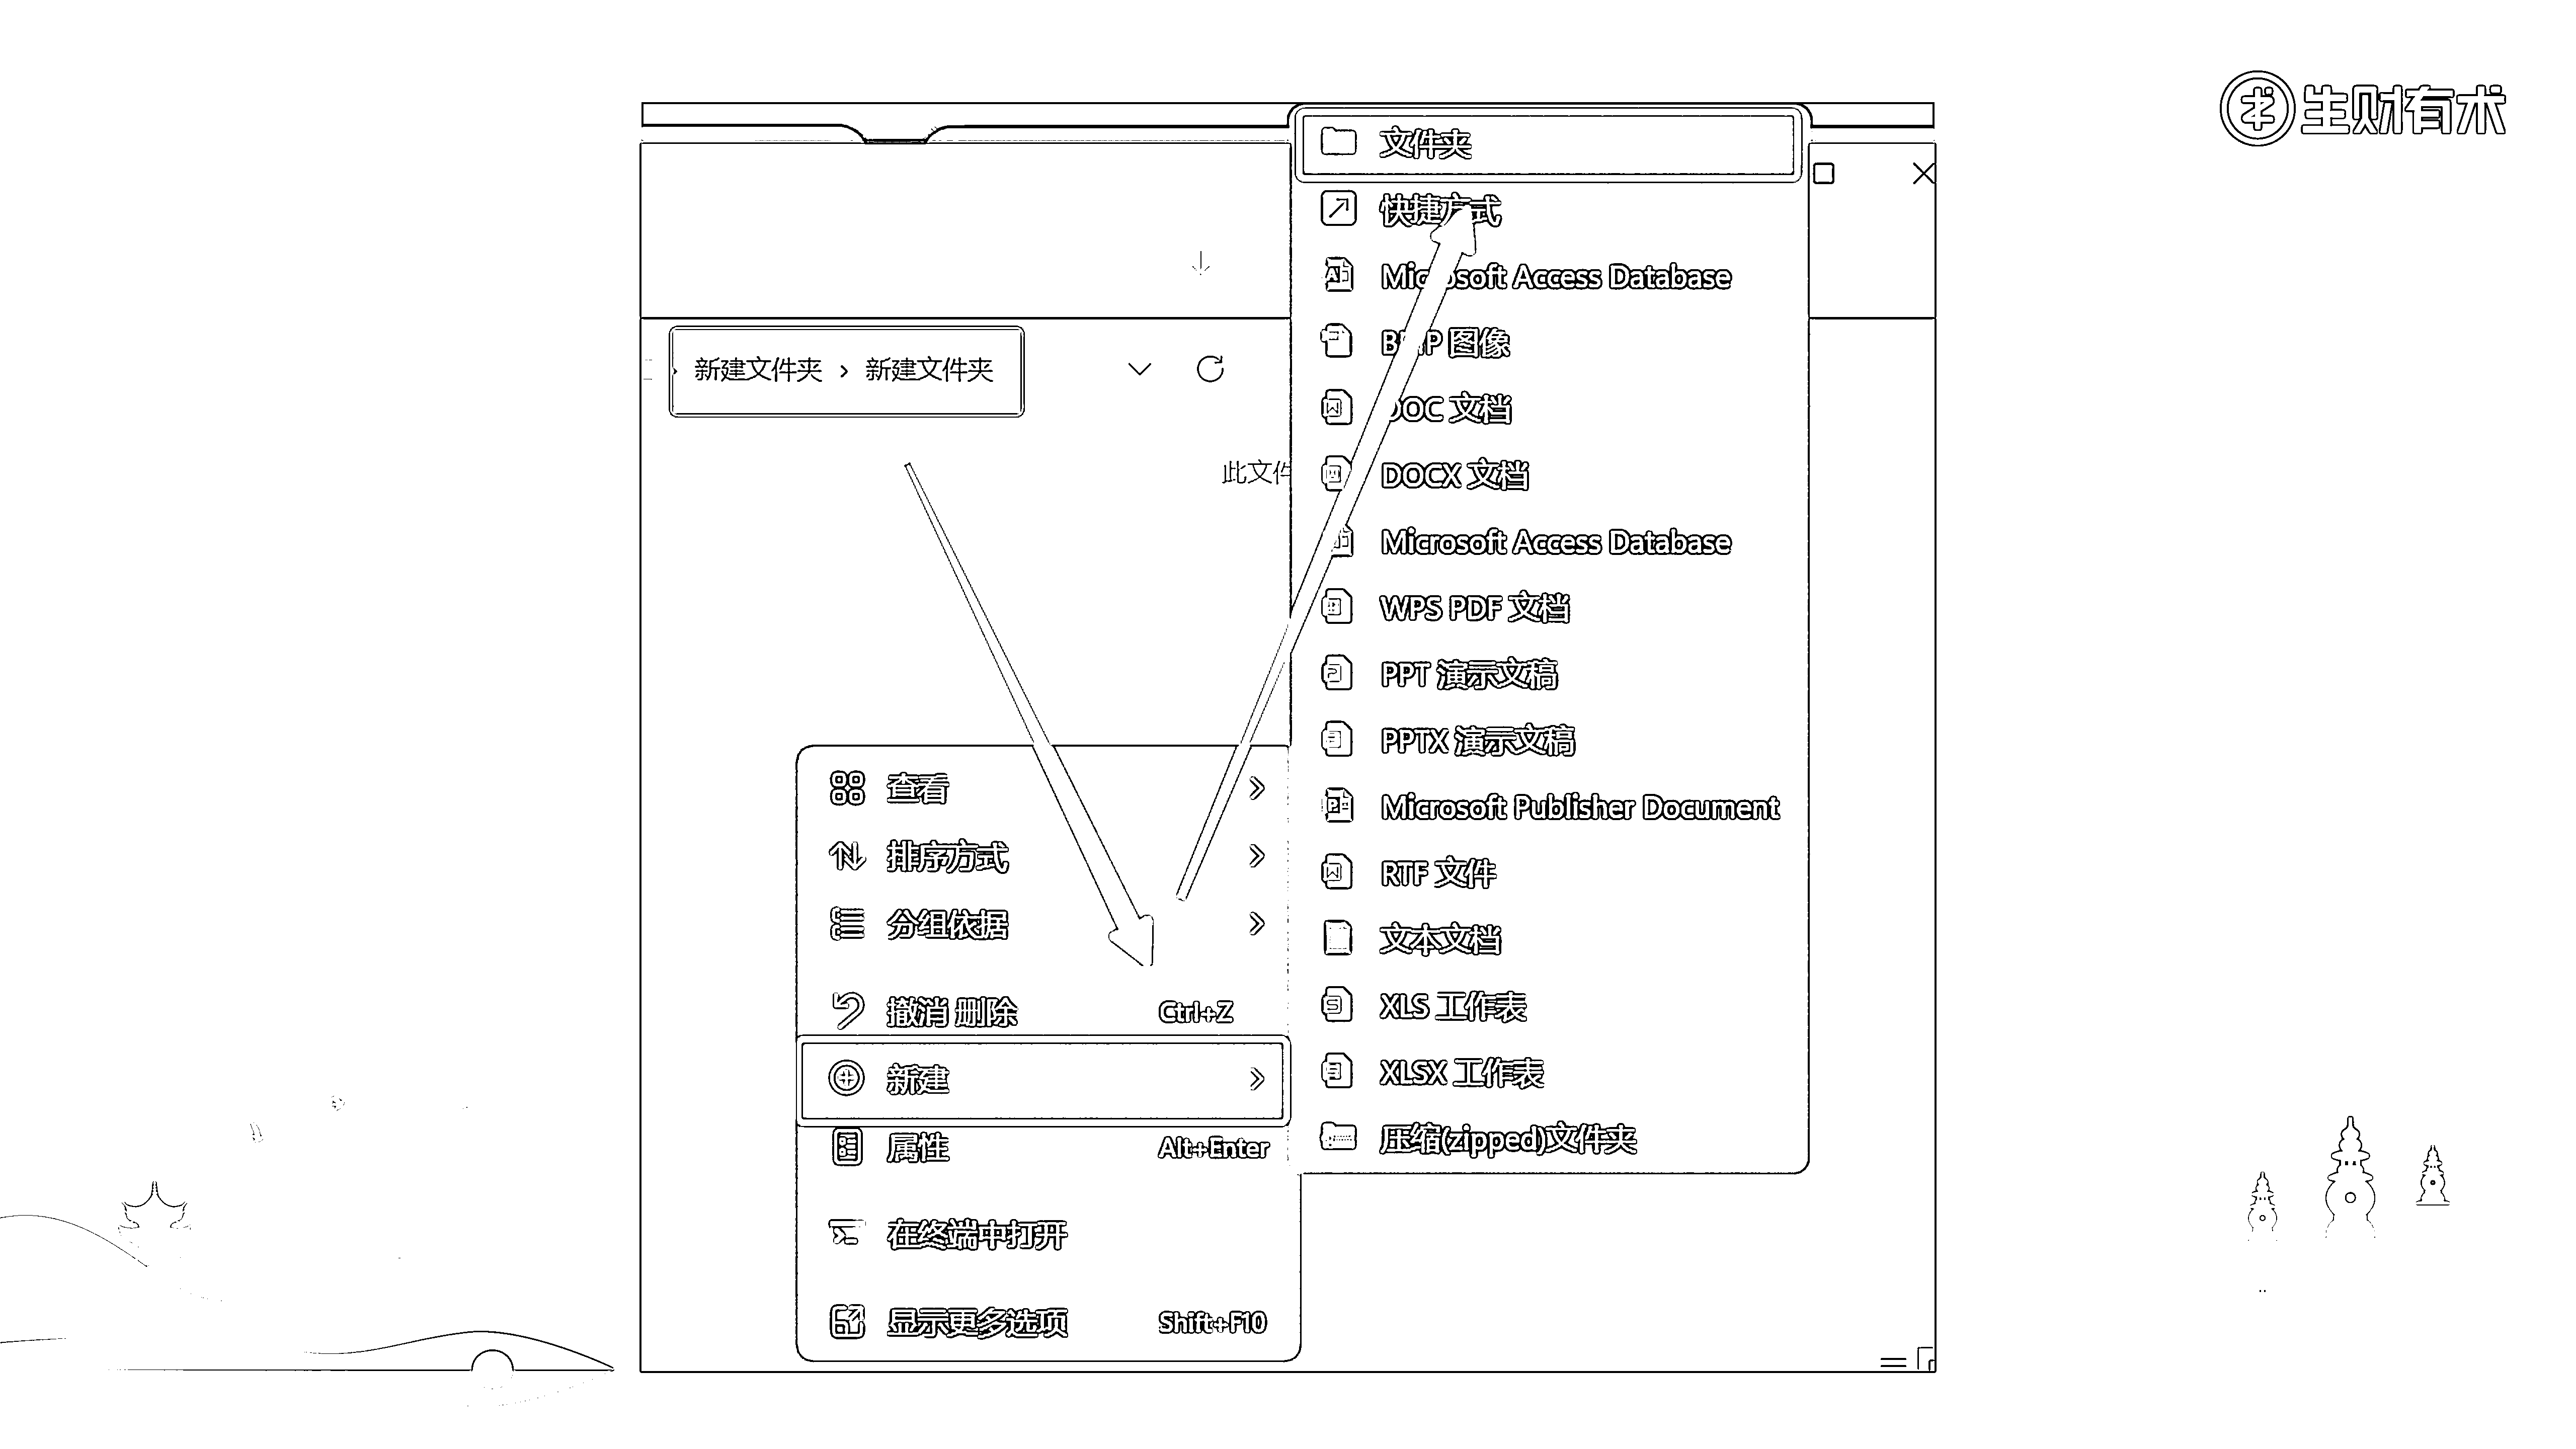 生财有术
文件夹
快捷方式
Microsoft Access Database
BMP 图像
DOC 文档
DOCX 文档
Microsoft Access Database
WPS PDF 文档
PPT 演示文稿
PPTX 演示文稿
Microsoft Publisher Document
RTF 文件
文本文档
XLS 工作表
XLSX 工作表
压缩(zipped)文件夹
新建文件夹 › 新建文件夹
此文件
查看
排序方式
分组依据
撤消 删除 Ctrl+Z
新建
属性 Alt+Enter
在终端中打开
显示更多选项 Shift+F10